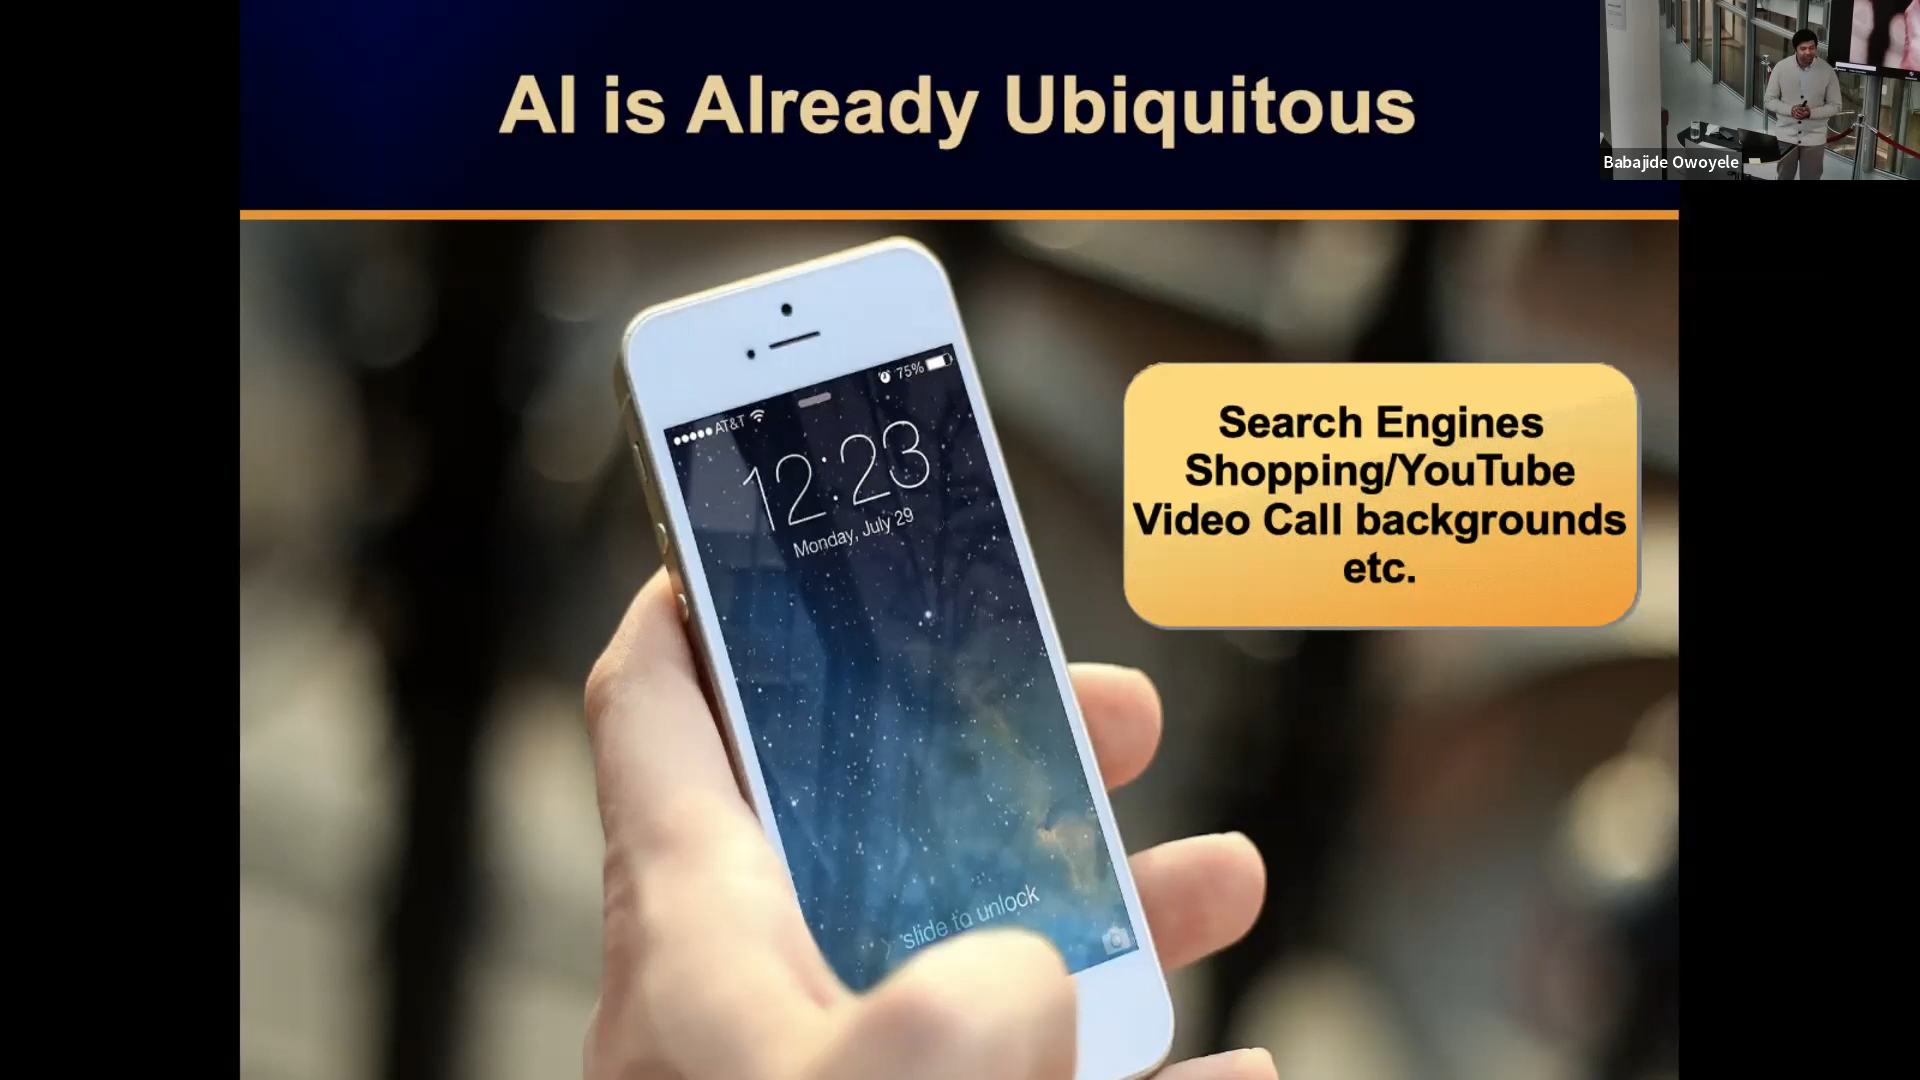 AI is Already Ubiquitous
Babajide Owoyele
AT&T
75%
12:23
Monday, July 29
Search Engines
Shopping/YouTube
Video Call backgrounds
etc.
slide to unlock